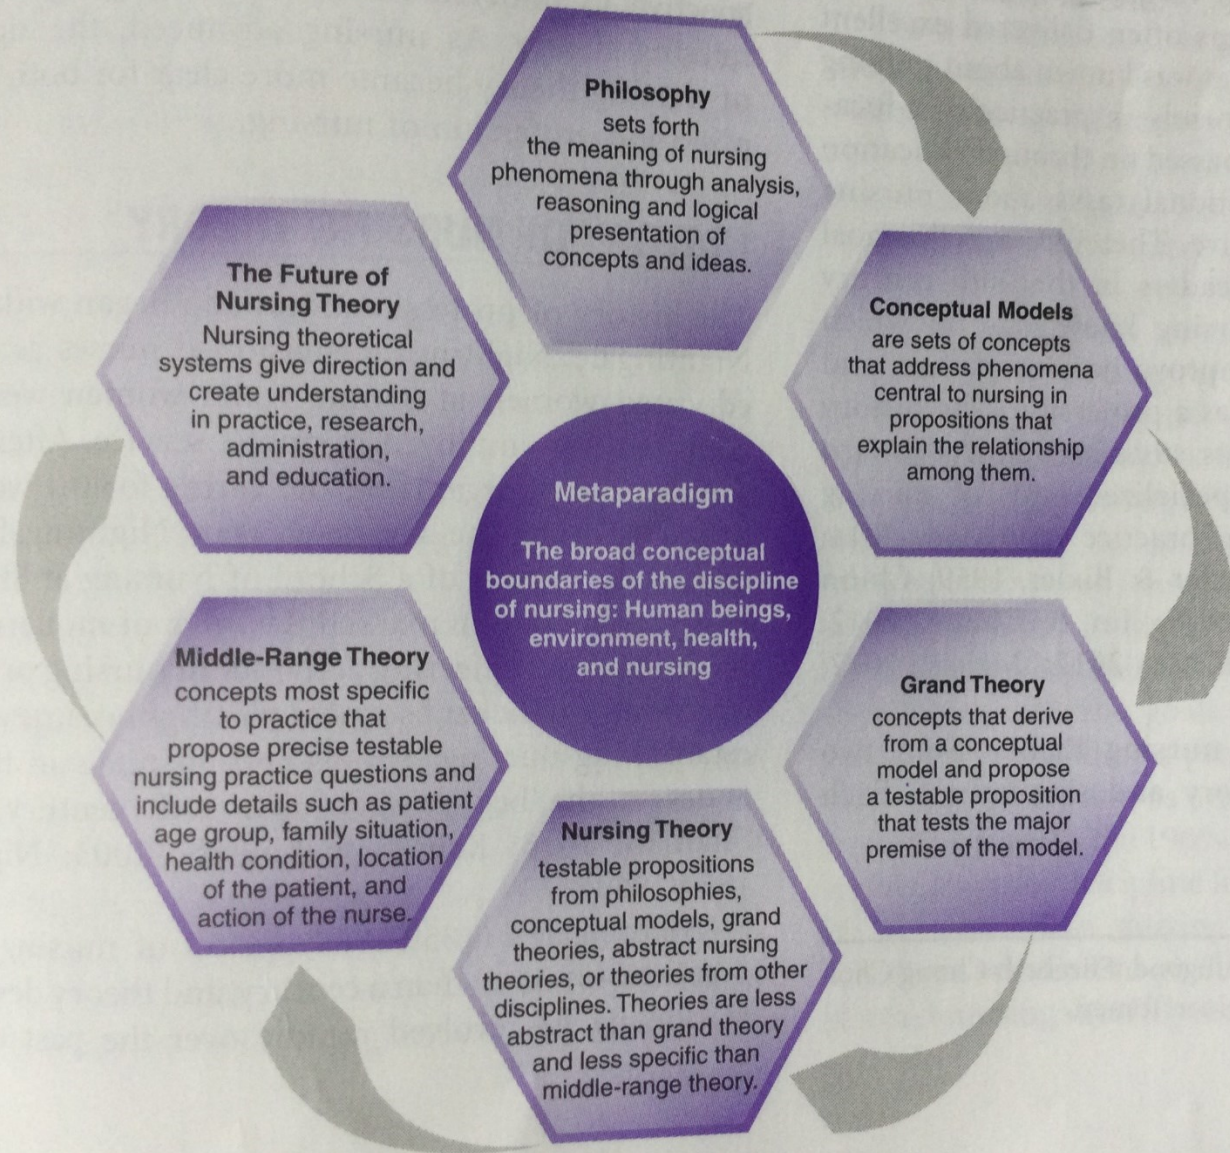 Philosophy
sets forth
the meaning of nursing
phenomena through analysis,
reasoning and logical
presentation of
concepts and ideas.
Conceptual Models
are sets of concepts
that address phenomena
central to nursing in
propositions that
explain the relationship
among them.
Grand Theory
concepts that derive
from a conceptual
model and propose
a testable proposition
that tests the major
premise of the model.
Nursing Theory
testable propositions
from philosophies,
conceptual models, grand
theories, abstract nursing
theories, or theories from other
disciplines. Theories are less
abstract than grand theory
and less specific than
middle-range theory.
Middle-Range Theory
concepts most specific
to practice that
propose precise testable
nursing practice questions and
include details such as patient
age group, family situation,
health condition, location
of the patient, and
action of the nurse.
The Future of
Nursing Theory
Nursing theoretical
systems give direction and
create understanding
in practice, research,
administration,
and education.
Metaparadigm
The broad conceptual
boundaries of the discipline
of nursing: Human beings,
environment, health,
and nursing